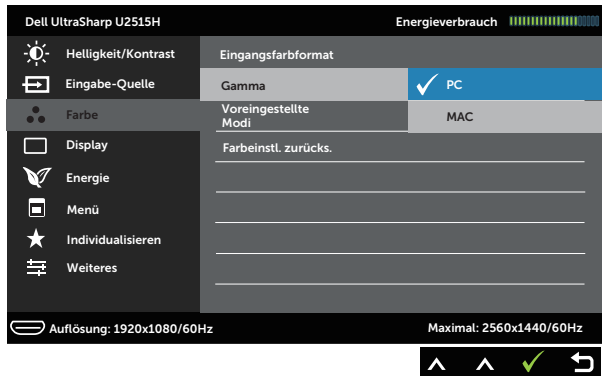 Dell UltraSharp U2515H
Energieverbrauch
Helligkeit/Kontrast
Eingabe-Quelle
Farbe
Display
Energie
Menü
Individualisieren
Weiteres
Eingangsfarbformat
Gamma
PC
MAC
Voreingestellte
Modi
Farbeinstl. zurücks.
Auflösung: 1920x1080/60Hz
Maximal: 2560x1440/60Hz